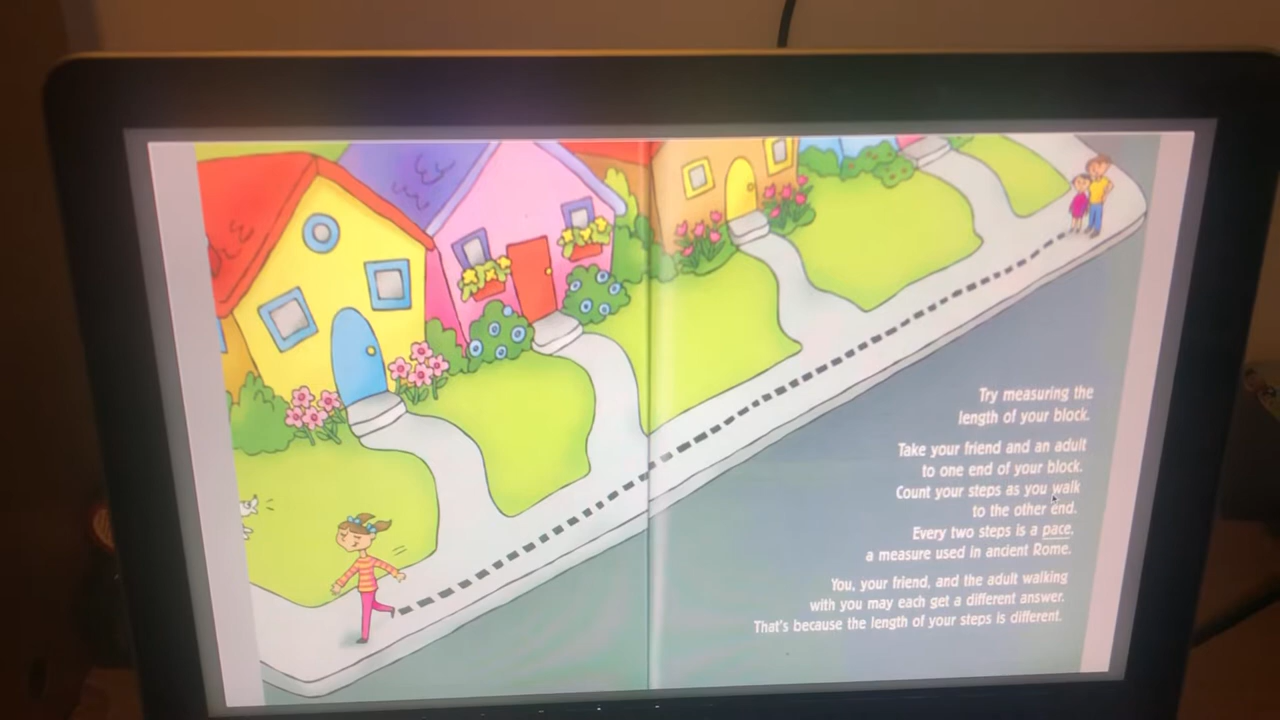 Try measuring the
length of your block.
Take your friend and an adult
to one end of your block.
Count your steps as you walk
to the other end.
Every two steps is a pace,
a measure used in ancient Rome.
You, your friend, and the adult walking
with you may each get a different answer.
That's because the length of your steps is different.